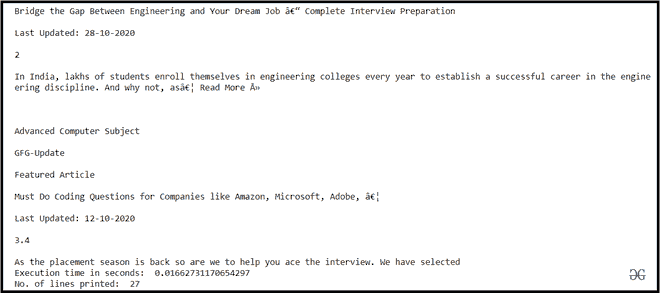 Bridge the Gap Between Engineering and Your Dream Job â€“ Complete Interview Preparation
Last Updated: 28-10-2020
2
In India, lakhs of students enroll themselves in engineering colleges every year to establish a successful career in the engine
ering discipline. And why not, asâ€¦ Read More Â»
Advanced Computer Subject
GFG-Update
Featured Article
Must Do Coding Questions for Companies like Amazon, Microsoft, Adobe, â€¦
Last Updated: 12-10-2020
3.4
As the placement season is back so are we to help you ace the interview. We have selected
Execution time in seconds:  0.01662731170654297
No. of lines printed:  27